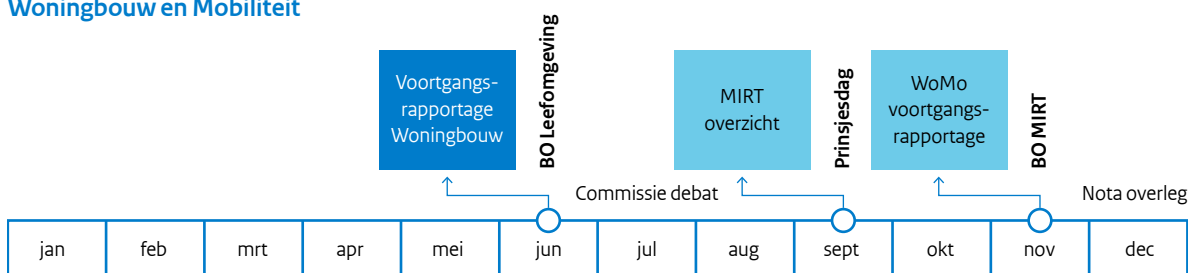 Woningbouw en Mobiliteit
Voortgangs-
rapportage
Woningbouw
BO Leefomgeving
MIRT
overzicht
Prinsjesdag
WoMo
voortgangs-
rapportage
BO MIRT
Commissie debat
Nota overleg
jan feb mrt apr mei jun jul aug sept okt nov dec